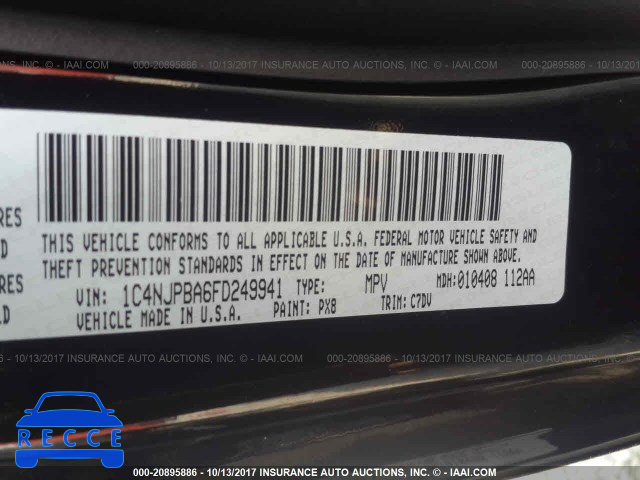 000-20895886 - 10/13/2017 INSURANCE AUTO AUCTIONS, INC. - IAAI.COM
RES
THIS VEHICLE CONFORMS TO ALL APPLICABLE U.S.A. FEDERAL MOTOR VEHICLE SAFETY AND
THEFT PREVENTION STANDARDS IN EFFECT ON THE DATE OF MANUFACTURE SHOWN ABOVE.
VIN: 1C4NJPBA6FD249941 TYPE: MPV MDH:010408 112AA
VEHICLE MADE IN U.S.A. PAINT: PX8 TRIM: C7DV
LD
000-20895886 - 10/13/2017 INSURANCE AUTO AUCTIONS, INC. - IAAI.COM
RECCE
000-20895886 - 10/13/2017 INSURANCE AUTO AUCTIONS, INC. - IAAI.COM